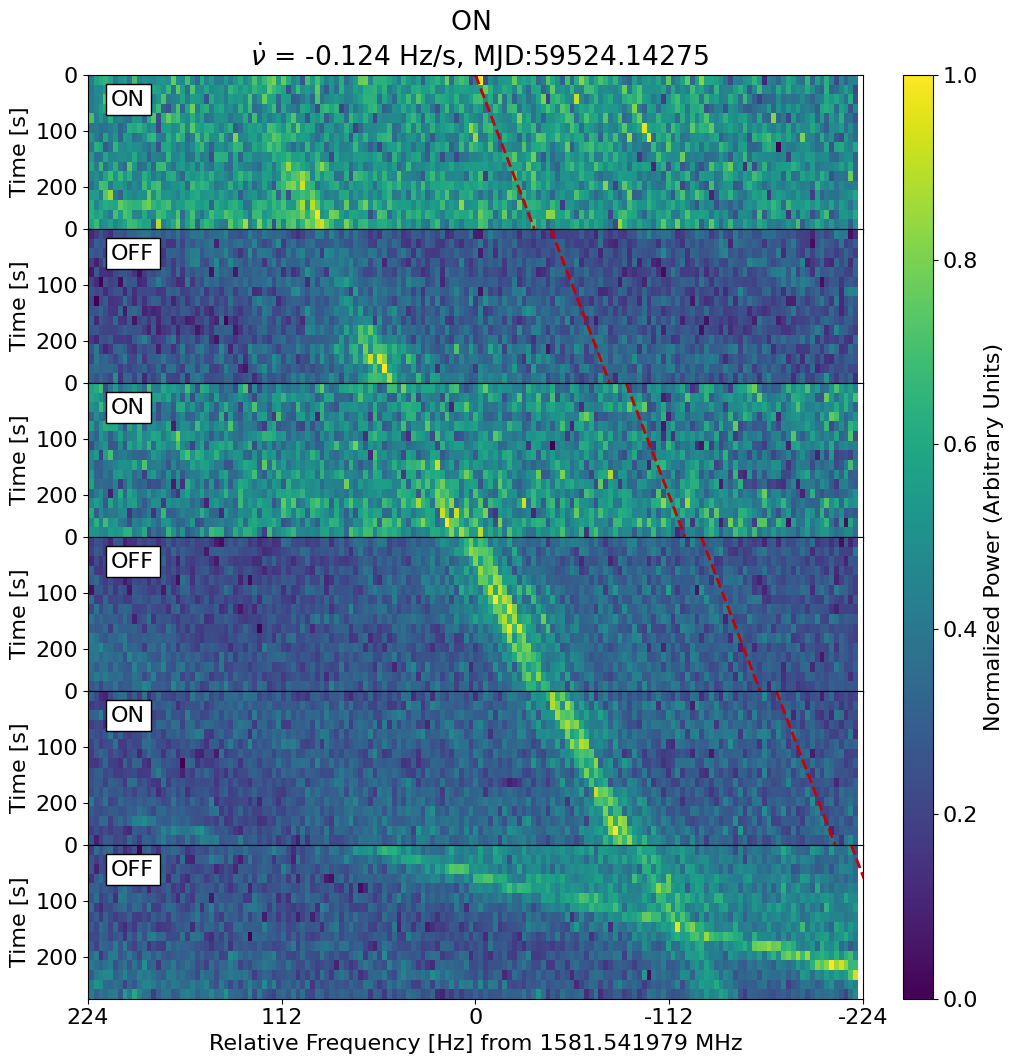 ON
ν̇ = -0.124 Hz/s, MJD:59524.14275
0
ON
100
200
Time [s]
0
OFF
100
200
Time [s]
0
ON
100
200
Time [s]
0
OFF
100
200
Time [s]
0
ON
100
200
Time [s]
0
OFF
100
200
Time [s]
224 112 0 -112 -224
Relative Frequency [Hz] from 1581.541979 MHz
1.0
0.8
0.6
0.4
0.2
0.0
Normalized Power (Arbitrary Units)